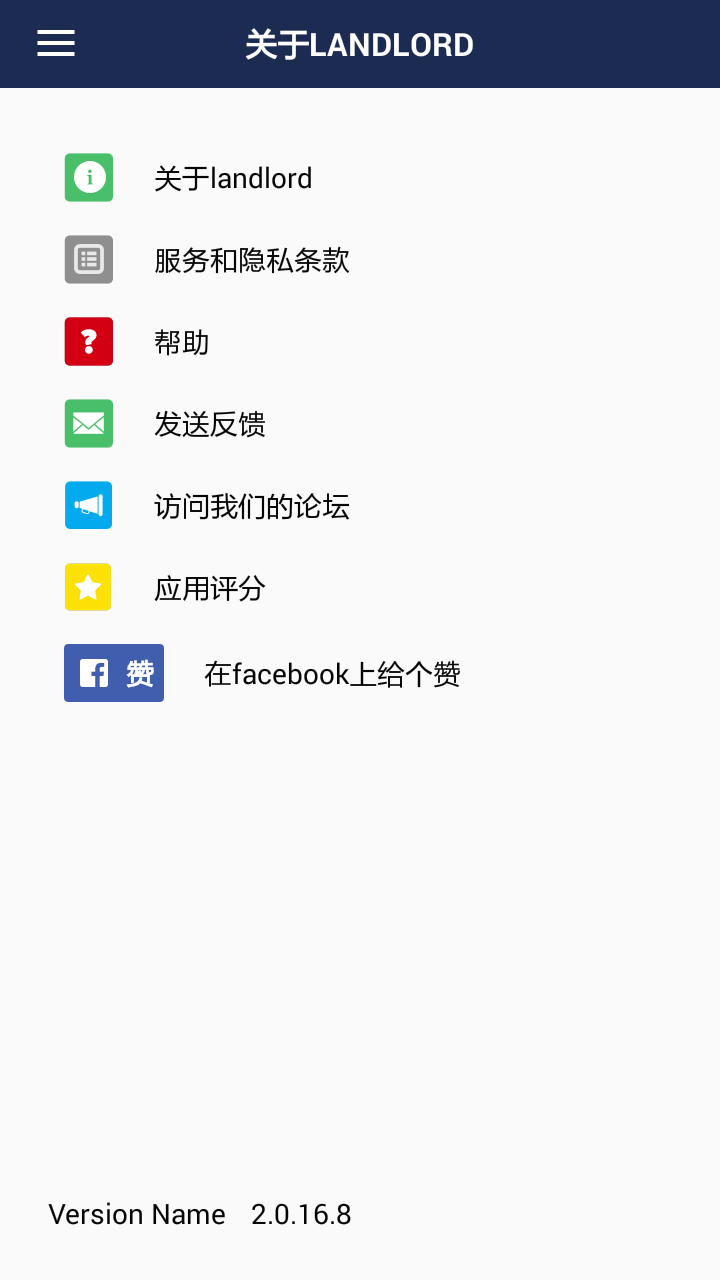 关于LANDLORD
关于landlord
服务和隐私条款
帮助
发送反馈
访问我们的论坛
应用评分
赞 在facebook上给个赞
Version Name 2.0.16.8